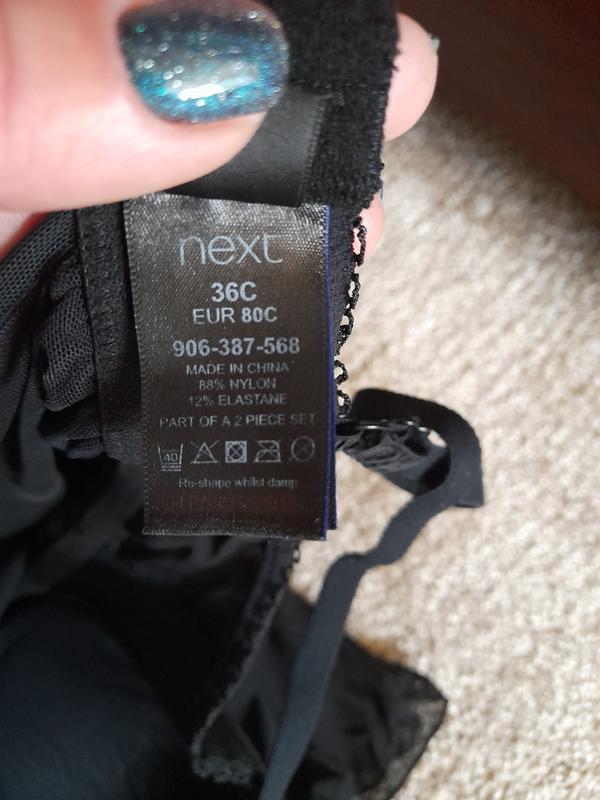 next
36C
EUR 80C
906-387-568
MADE IN CHINA
88% NYLON
12% ELASTANE
PART OF A 2 PIECE SET
40
Re-shape whilst damp